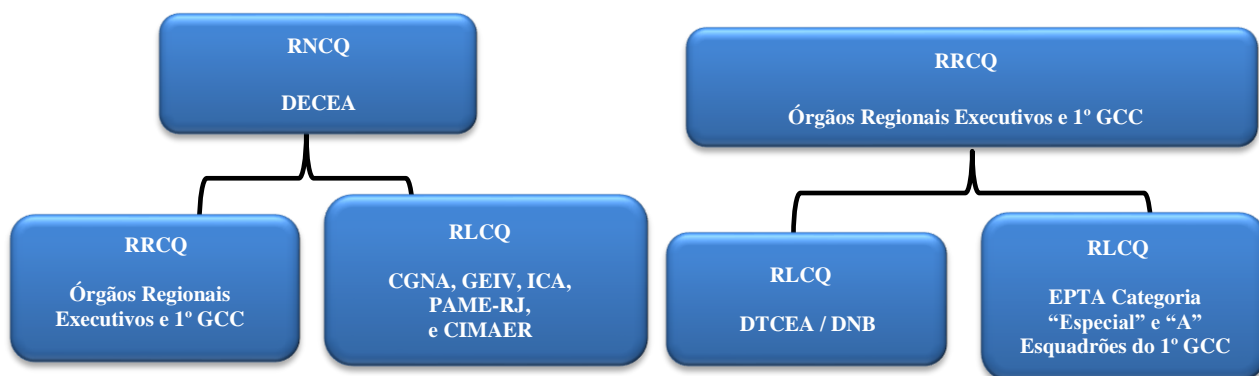 RNCQ
DECEA
RRCQ
Órgãos Regionais
Executivos e 1º GCC
RLCQ
CGNA, GEIV, ICA,
PAME-RJ,
e CIMAER
RRCQ
Órgãos Regionais Executivos e 1º GCC
RLCQ
DTCEA / DNB
RLCQ
EPTA Categoria
“Especial” e “A”
Esquadrões do 1º GCC